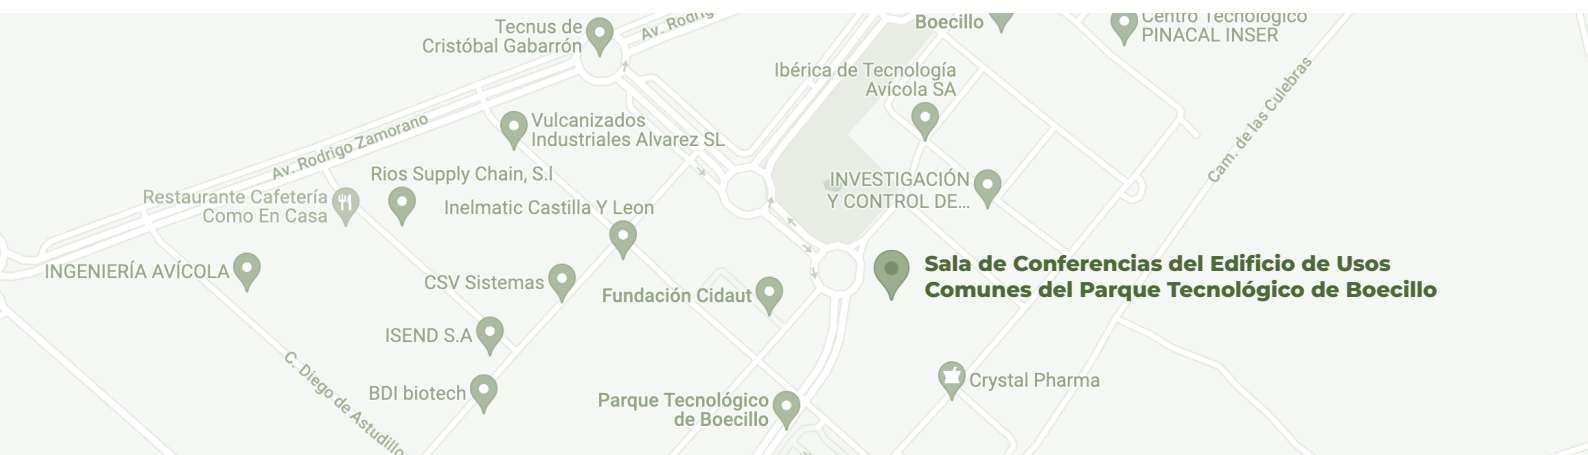 Tecnus de
Cristóbal Gabarrón
Av. Rodrig
Boecillo
Centro Tecnológico
PINACAL INSER
Ibérica de Tecnología
Avícola SA
Cam. de las Culebras
Vulcanizados
Industriales Alvarez SL
Av. Rodrigo Zamorano
Rios Supply Chain, S.l
Restaurante Cafetería
Como En Casa
Inelmatic Castilla Y Leon
INVESTIGACIÓN
Y CONTROL DE...
INGENIERÍA AVÍCOLA
CSV Sistemas
Fundación Cidaut
Sala de Conferencias del Edificio de Usos
Comunes del Parque Tecnológico de Boecillo
ISEND S.A
C. Diego de Astudillo
BDI biotech
Parque Tecnológico
de Boecillo
Crystal Pharma